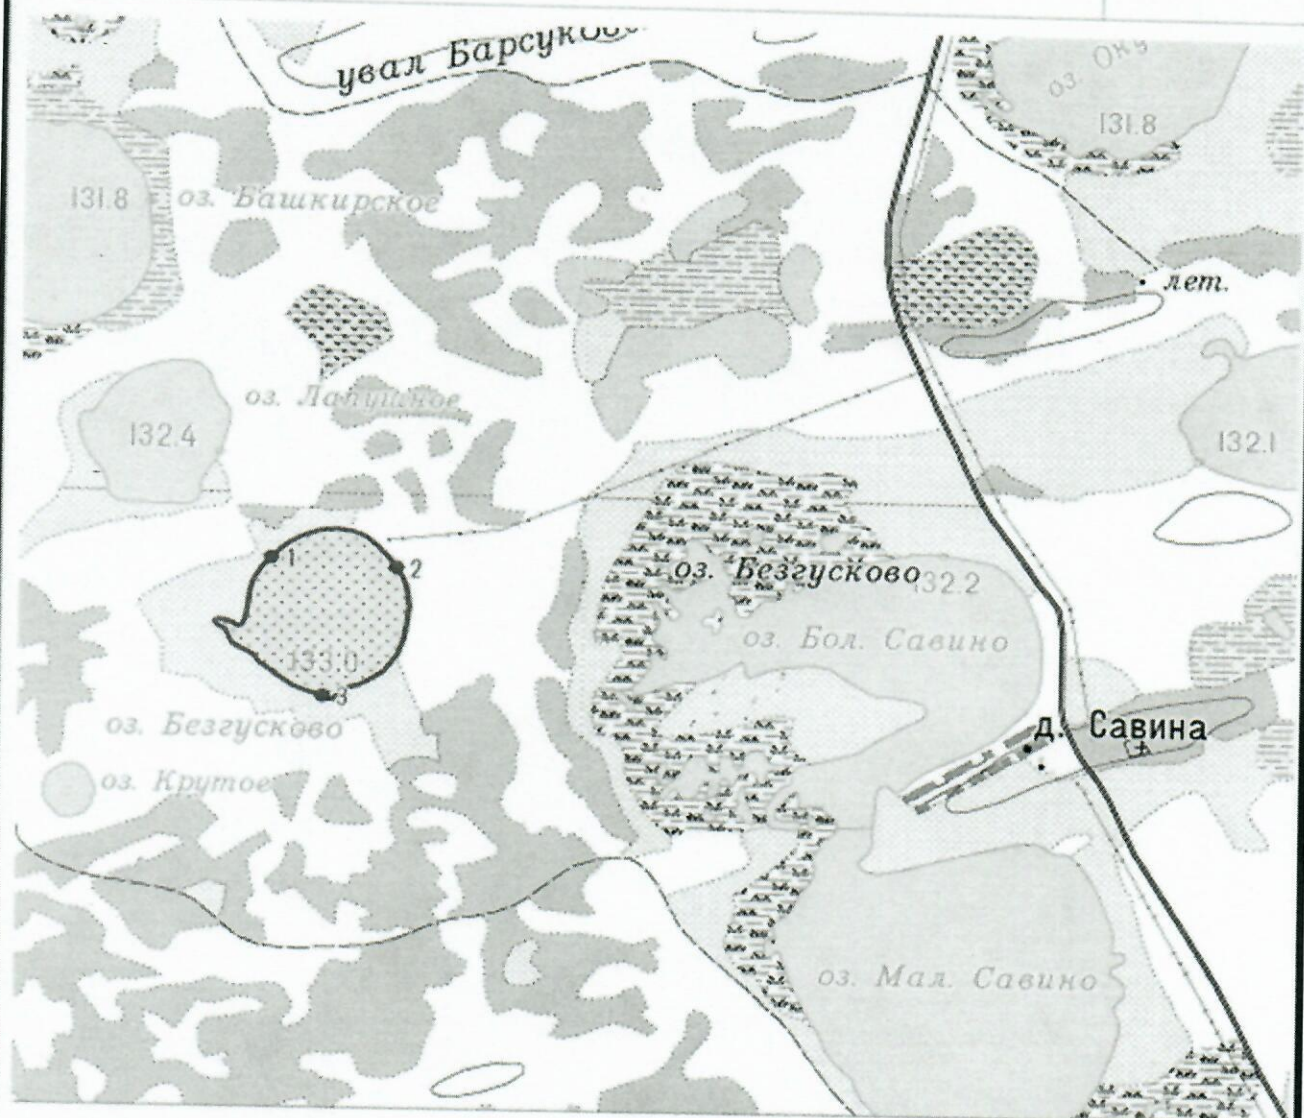 увал Барсуково
оз. Оку
131.8
131.8
оз. Башкирское
лет.
оз. Лапушное
132.4
132.1
1
2
оз. Безгусково
132.2
оз. Бол. Савино
133.0
3
оз. Безгусково
д. Савина
оз. Крутое
оз. Мал. Савино